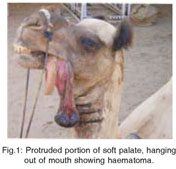 Fig.1: Protruded portion of soft palate, hanging
out of mouth showing haematoma.